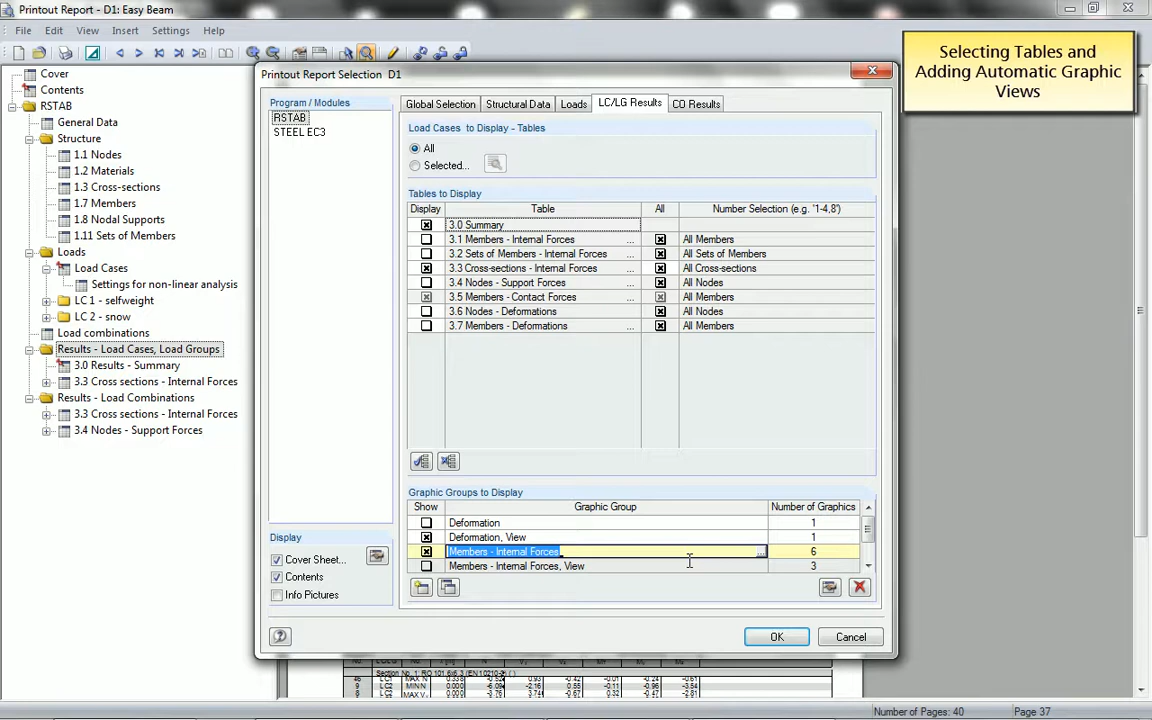 Printout Report - D1: Easy Beam
File Edit View Insert Settings Help
Selecting Tables and
Adding Automatic Graphic
Views
Cover
Contents
RSTAB
General Data
Structure
1.1 Nodes
1.2 Materials
1.3 Cross-sections
1.7 Members
1.8 Nodal Supports
1.11 Sets of Members
Loads
Load Cases
Settings for non-linear analysis
LC 1 - selfweight
LC 2 - snow
Load combinations
Results - Load Cases, Load Groups
3.0 Results - Summary
3.3 Cross sections - Internal Forces
Results - Load Combinations
3.3 Cross sections - Internal Forces
3.4 Nodes - Support Forces
Printout Report Selection D1
Program / Modules
RSTAB
STEEL EC3
Display
Cover Sheet...
Contents
Info Pictures
Global Selection Structural Data Loads LC/LG Results CO Results
Load Cases to Display - Tables
All
Selected...
Tables to Display
Display Table All Number Selection (e.g. '1-4,8')
3.0 Summary
3.1 Members - Internal Forces ... All Members
3.2 Sets of Members - Internal Forces ... All Sets of Members
3.3 Cross-sections - Internal Forces ... All Cross-sections
3.4 Nodes - Support Forces ... All Nodes
3.5 Members - Contact Forces ... All Members
3.6 Nodes - Deformations ... All Nodes
3.7 Members - Deformations ... All Members
Graphic Groups to Display
Show Graphic Group Number of Graphics
Deformation 1
Deformation, View 1
Members - Internal Forces ... 6
Members - Internal Forces, View 3
OK Cancel
Number of Pages: 40 Page 37